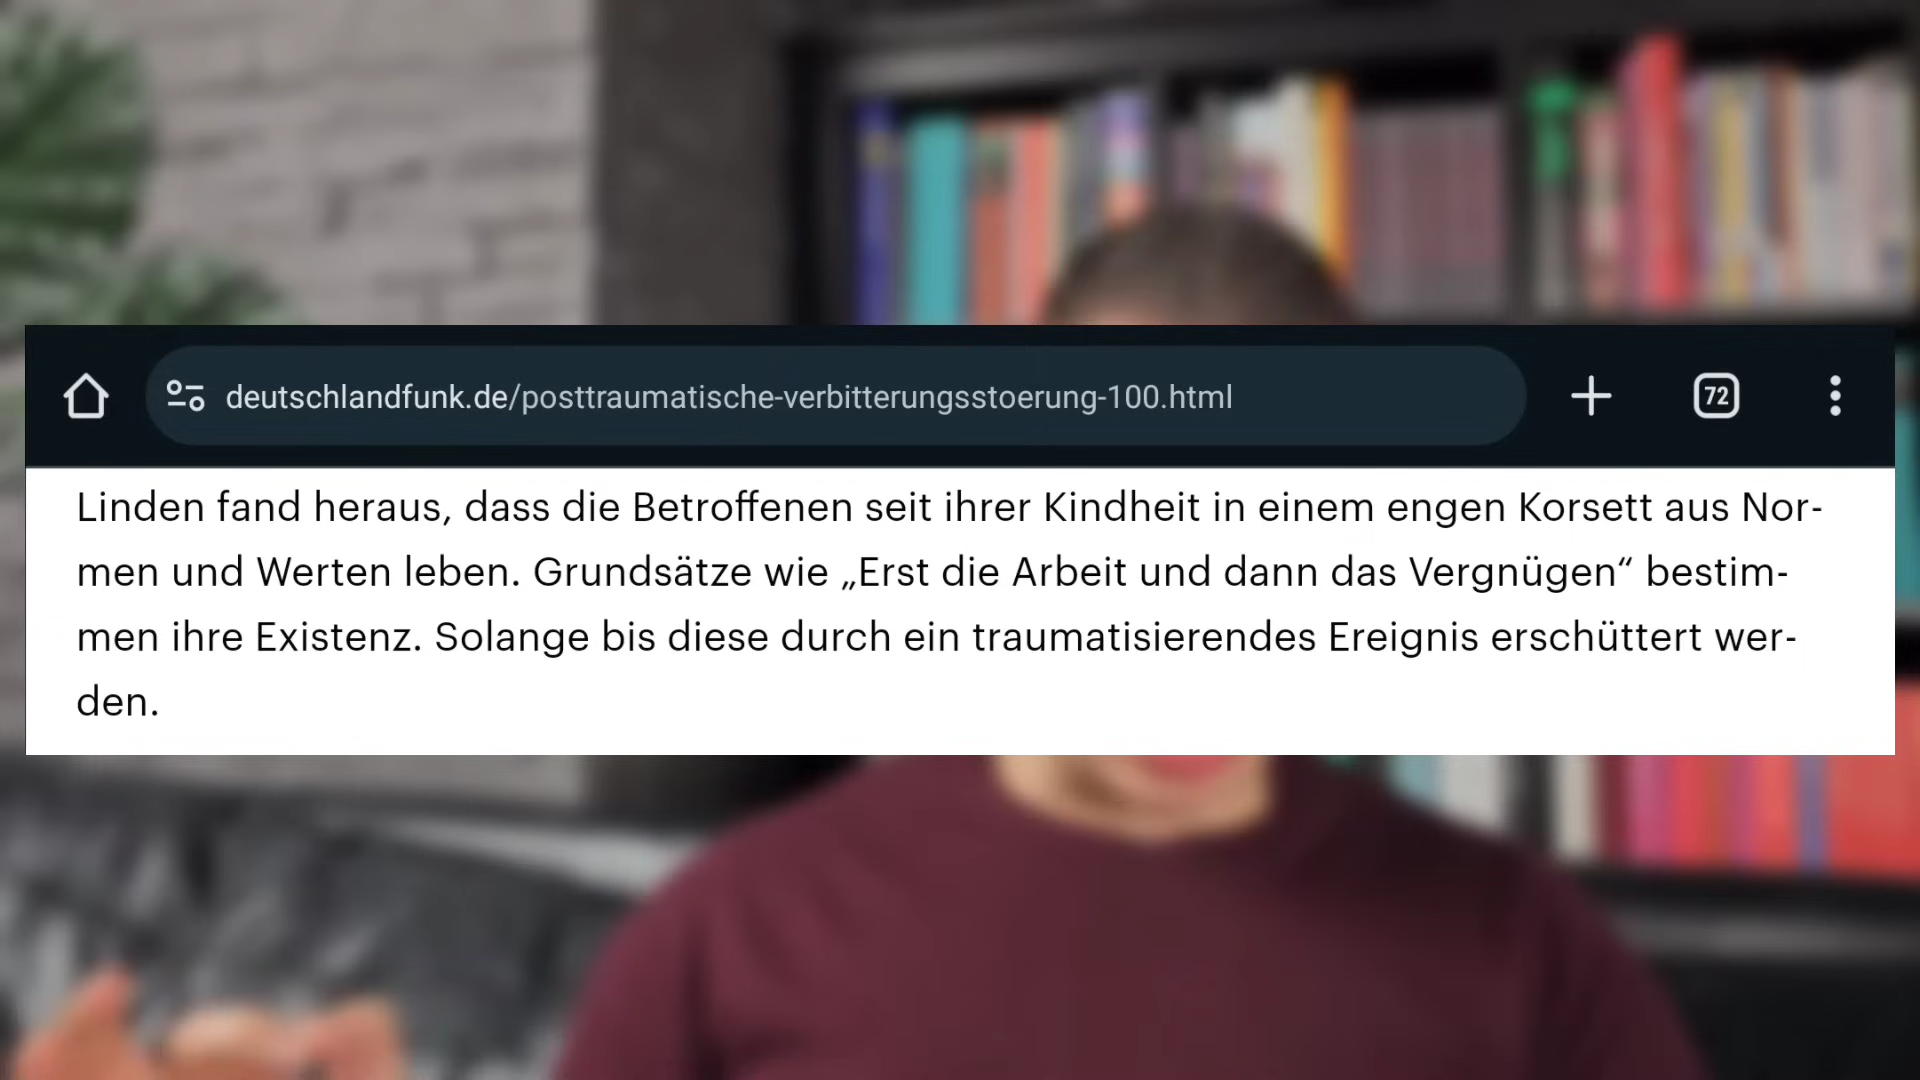 deutschlandfunk.de/posttraumatische-verbitterungsstoerung-100.html
72
Linden fand heraus, dass die Betroffenen seit ihrer Kindheit in einem engen Korsett aus Nor-
men und Werten leben. Grundsätze wie „Erst die Arbeit und dann das Vergnügen“ bestim-
men ihre Existenz. Solange bis diese durch ein traumatisierendes Ereignis erschüttert wer-
den.